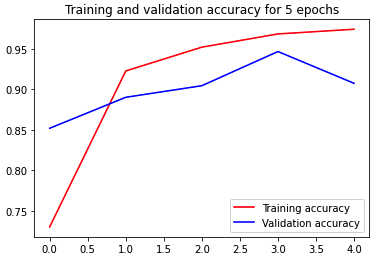 Training and validation accuracy for 5 epochs
0.95
0.90
0.85
0.80
0.75
Training accuracy
Validation accuracy
0.0 0.5 1.0 1.5 2.0 2.5 3.0 3.5 4.0